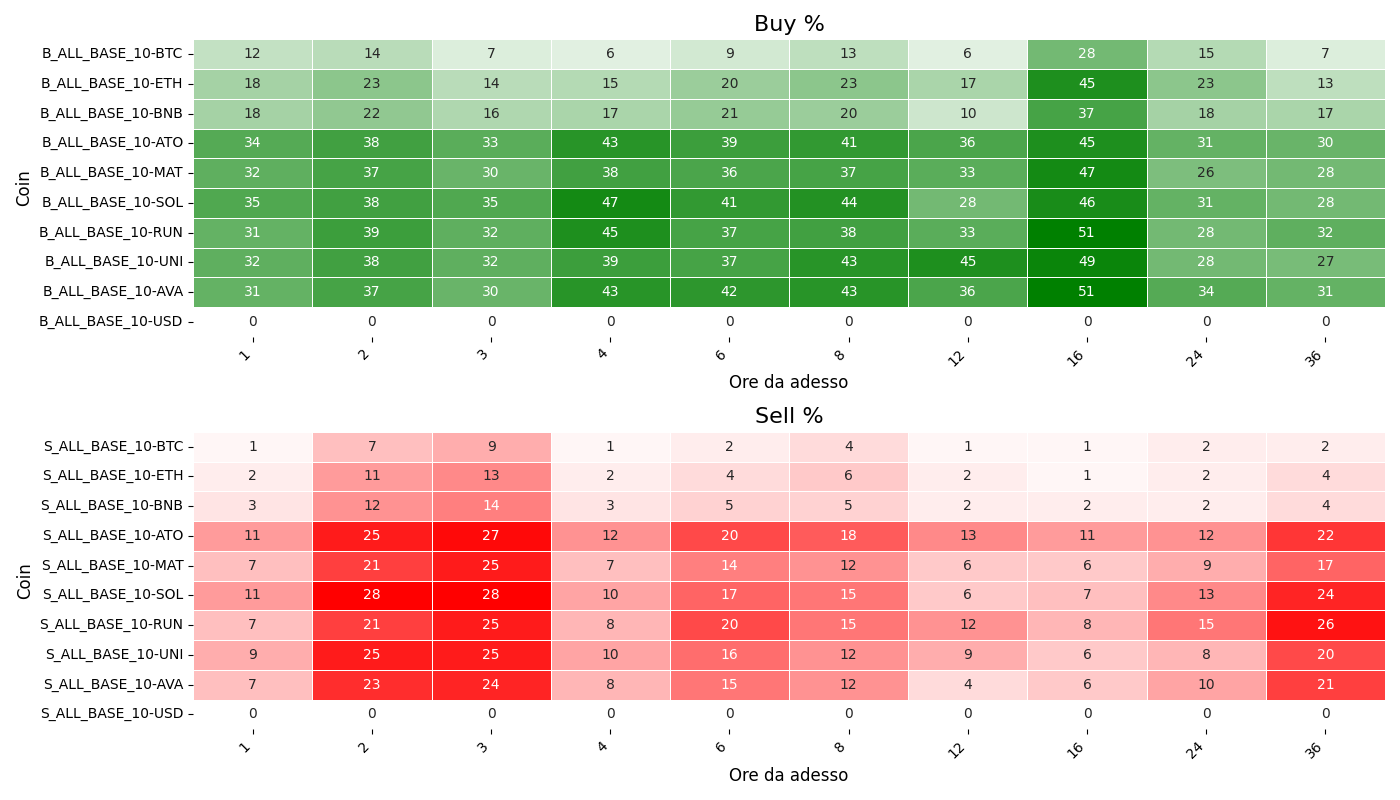 Buy %
Coin
B_ALL_BASE_10-BTC 12 14 7 6 9 13 6 28 15 7
B_ALL_BASE_10-ETH 18 23 14 15 20 23 17 45 23 13
B_ALL_BASE_10-BNB 18 22 16 17 21 20 10 37 18 17
B_ALL_BASE_10-ATO 34 38 33 43 39 41 36 45 31 30
B_ALL_BASE_10-MAT 32 37 30 38 36 37 33 47 26 28
B_ALL_BASE_10-SOL 35 38 35 47 41 44 28 46 31 28
B_ALL_BASE_10-RUN 31 39 32 45 37 38 33 51 28 32
B_ALL_BASE_10-UNI 32 38 32 39 37 43 45 49 28 27
B_ALL_BASE_10-AVA 31 37 30 43 42 43 36 51 34 31
B_ALL_BASE_10-USD 0 0 0 0 0 0 0 0 0 0
1 2 3 4 6 8 12 16 24 36
Ore da adesso
Sell %
Coin
S_ALL_BASE_10-BTC 1 7 9 1 2 4 1 1 2 2
S_ALL_BASE_10-ETH 2 11 13 2 4 6 2 1 2 4
S_ALL_BASE_10-BNB 3 12 14 3 5 5 2 2 2 4
S_ALL_BASE_10-ATO 11 25 27 12 20 18 13 11 12 22
S_ALL_BASE_10-MAT 7 21 25 7 14 12 6 6 9 17
S_ALL_BASE_10-SOL 11 28 28 10 17 15 6 7 13 24
S_ALL_BASE_10-RUN 7 21 25 8 20 15 12 8 15 26
S_ALL_BASE_10-UNI 9 25 25 10 16 12 9 6 8 20
S_ALL_BASE_10-AVA 7 23 24 8 15 12 4 6 10 21
S_ALL_BASE_10-USD 0 0 0 0 0 0 0 0 0 0
1 2 3 4 6 8 12 16 24 36
Ore da adesso